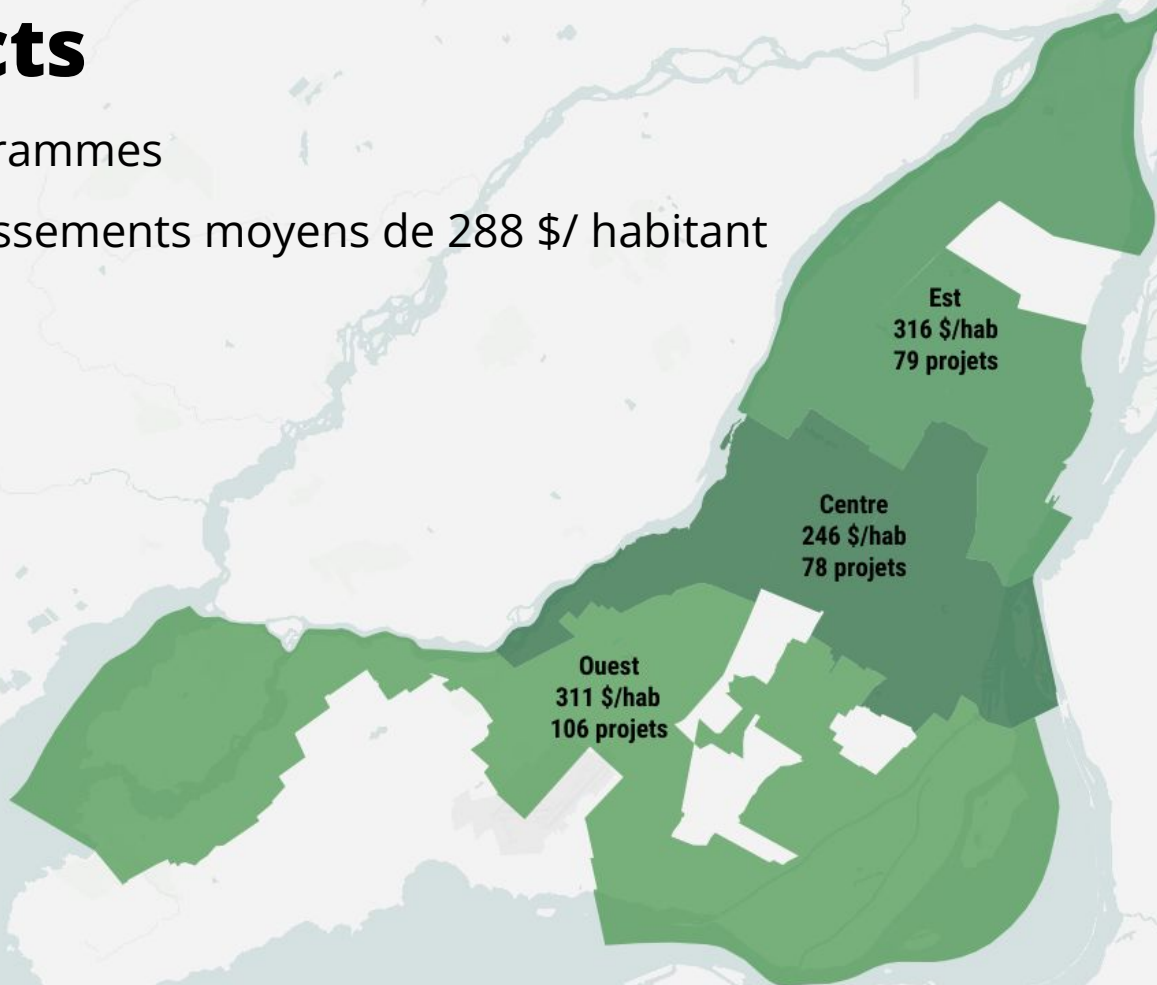 cts
rammes
ssements moyens de 288 $/ habitant
Est
316 $/hab
79 projets
Centre
246 $/hab
78 projets
Ouest
311 $/hab
106 projets